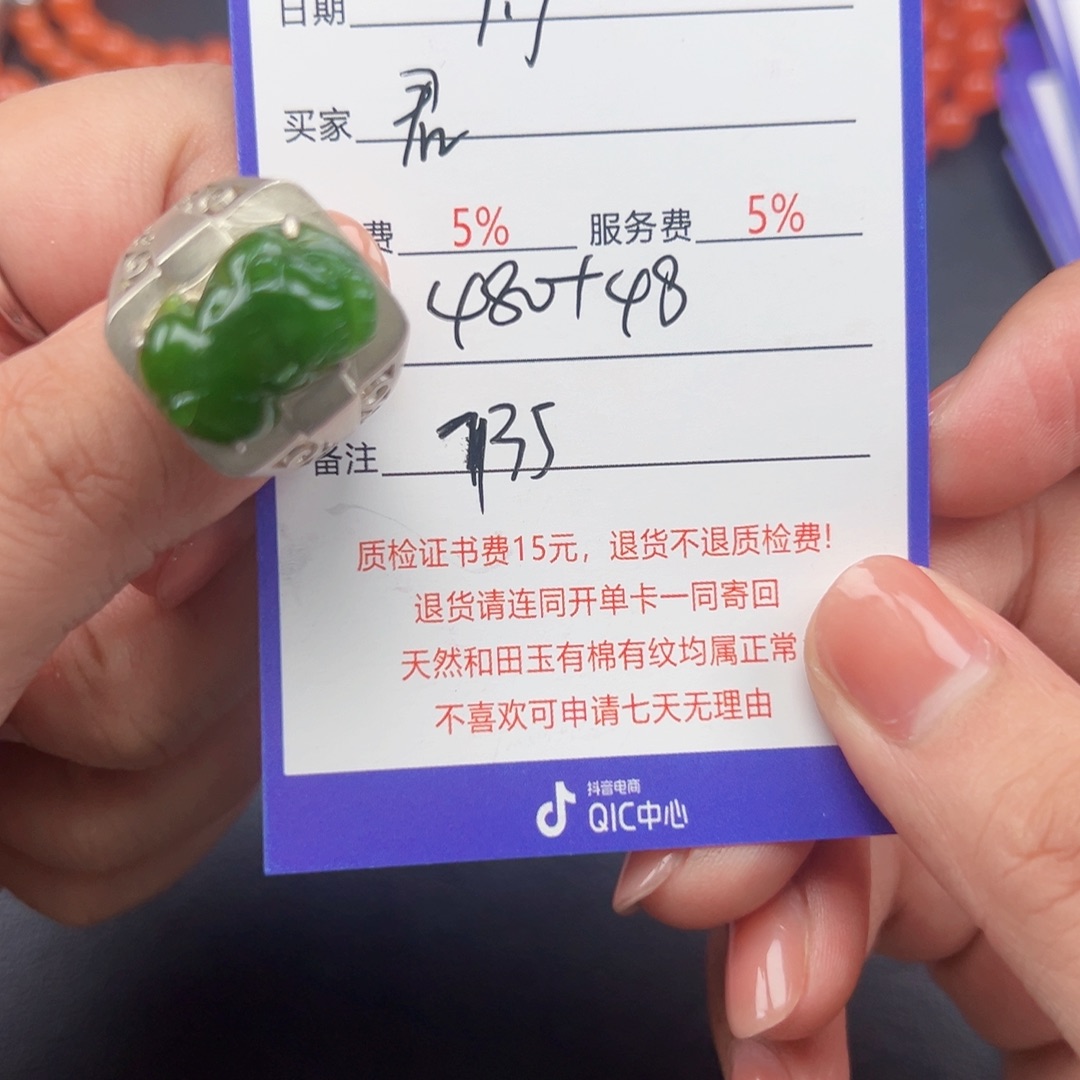 日期
买家 君
费 5% 服务费 5%
480+48
备注 135
质检证书费15元，退货不退质检费!
退货请连同开单卡一同寄回
天然和田玉有棉有纹均属正常
不喜欢可申请七天无理由
抖音电商
QIC中心